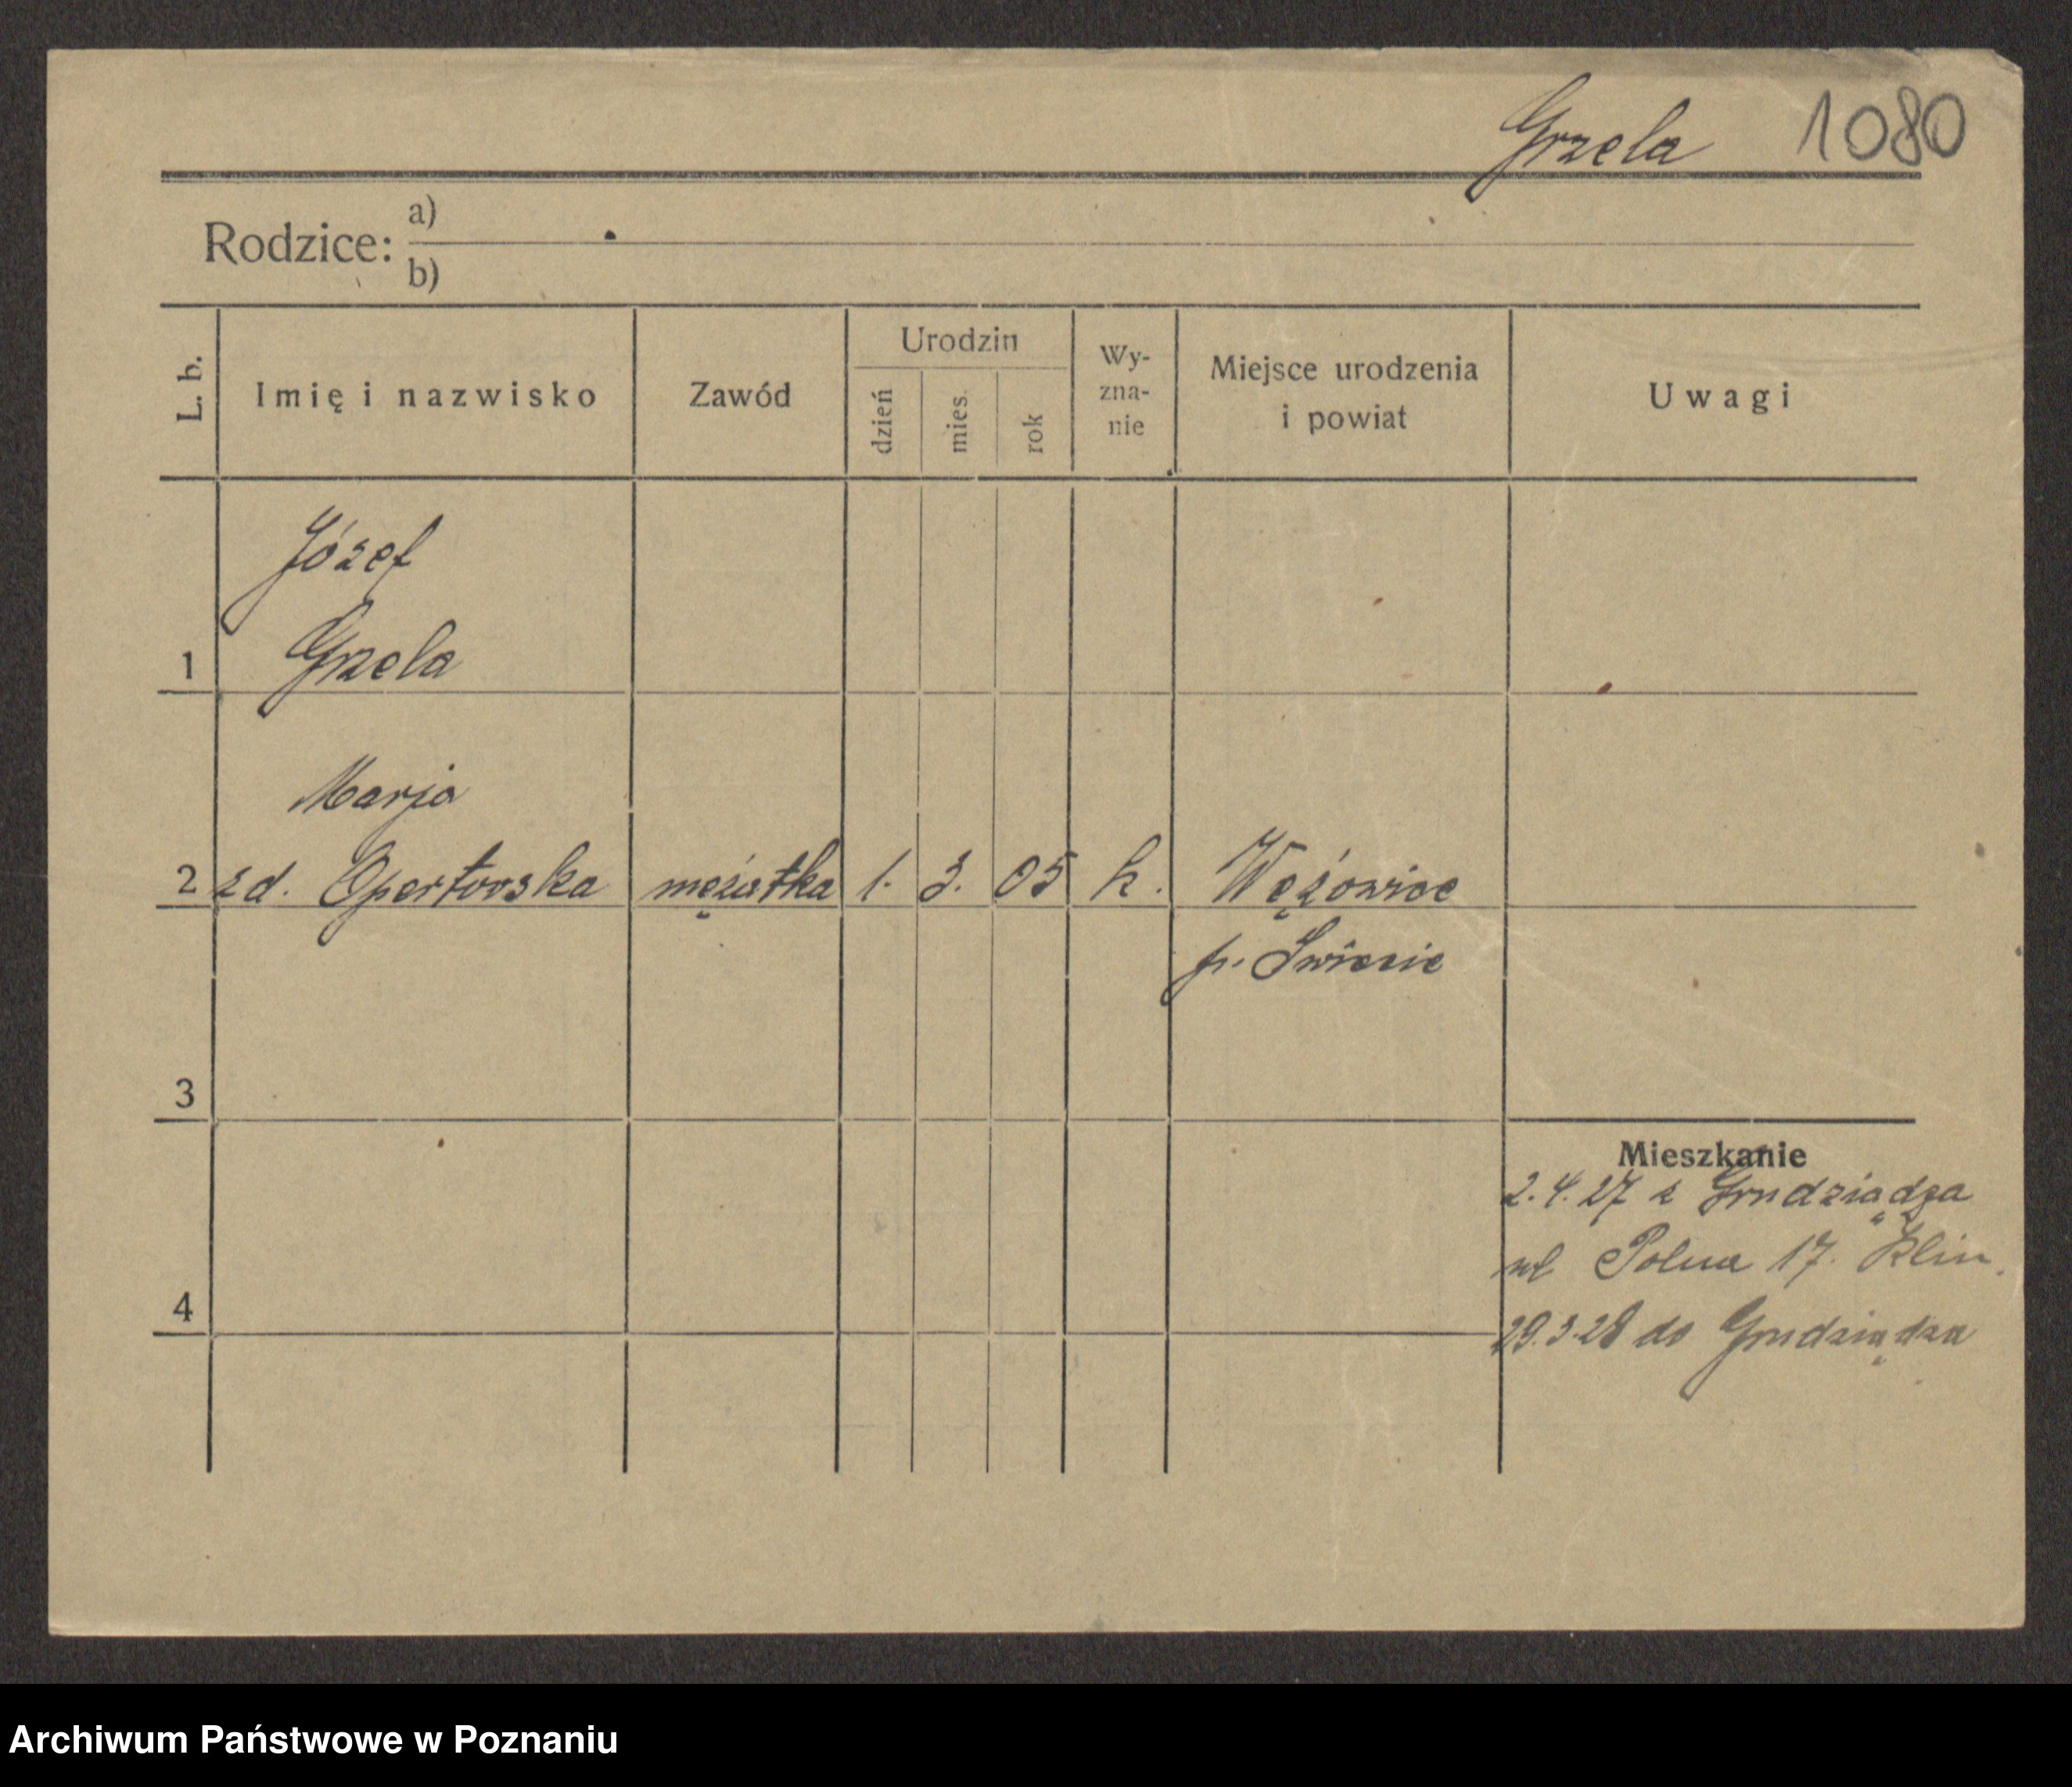 Grzela 1080
Rodzice: a)
b)
L. b.
Imię i nazwisko
Zawód
Urodzin
dzień
mies.
rok
Wy-
zna-
nie
Miejsce urodzenia
i powiat
Uwagi
Józef
1 Grzela
Marja
2 zd. Opertowska mężatka 1. 3. 05 k.
p. Świecie
3
Mieszkanie
2.4.27 z Grudziądza
ul Polna 17. Klin.
4
29.3.28 do Grudziądza
Archiwum Państwowe w Poznaniu